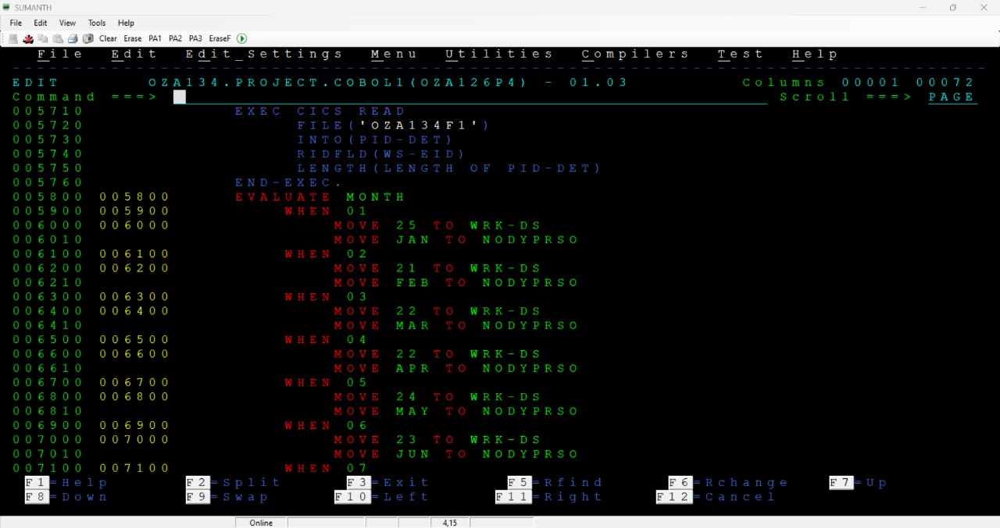 SUMANTH
File Edit View Tools Help
Clear Erase PA1 PA2 PA3 EraseF
File Edit Edit_Settings Menu Utilities Compilers Test Help
EDIT OZA134.PROJECT.COBOL1(OZA126P4) - 01.03 Columns 00001 00072
Command ===> Scroll ===> PAGE
005710 EXEC CICS READ
005720 FILE('OZA134F1')
005730 INTO(PID-DET)
005740 RIDFLD(WS-EID)
005750 LENGTH(LENGTH OF PID-DET)
005760 END-EXEC.
005800 005800 EVALUATE MONTH
005900 005900 WHEN 01
006000 006000 MOVE 25 TO WRK-DS
006010 MOVE JAN TO NODYPRSO
006100 006100 WHEN 02
006200 006200 MOVE 21 TO WRK-DS
006210 MOVE FEB TO NODYPRSO
006300 006300 WHEN 03
006400 006400 MOVE 22 TO WRK-DS
006410 MOVE MAR TO NODYPRSO
006500 006500 WHEN 04
006600 006600 MOVE 22 TO WRK-DS
006610 MOVE APR TO NODYPRSO
006700 006700 WHEN 05
006800 006800 MOVE 24 TO WRK-DS
006810 MOVE MAY TO NODYPRSO
006900 006900 WHEN 06
007000 007000 MOVE 23 TO WRK-DS
007010 MOVE JUN TO NODYPRSO
007100 007100 WHEN 07
F1=Help F2=Split F3=Exit F5=Rfind F6=Rchange F7=Up
F8=Down F9=Swap F10=Left F11=Right F12=Cancel
Online 4,15